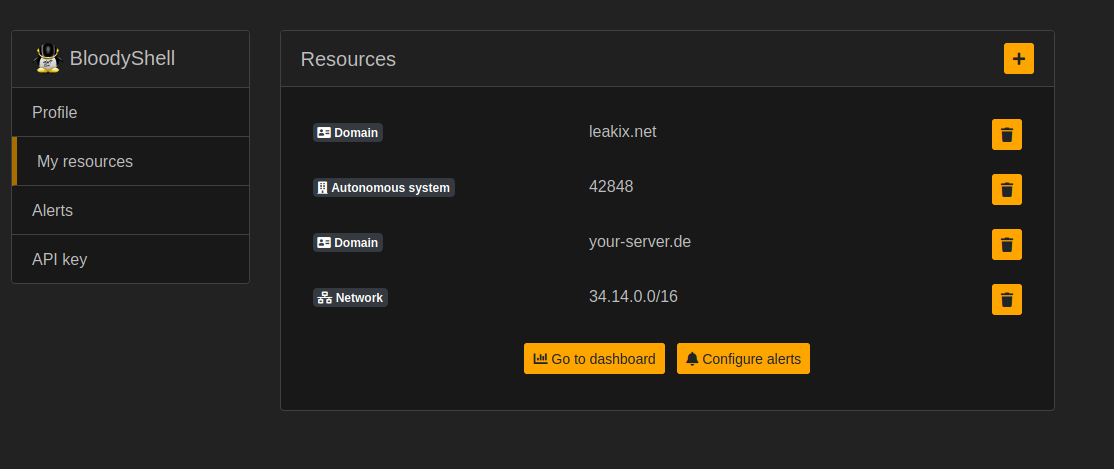 BloodyShell
Profile
My resources
Alerts
API key
Resources
Domain leakix.net
Autonomous system 42848
Domain your-server.de
Network 34.14.0.0/16
Go to dashboard Configure alerts